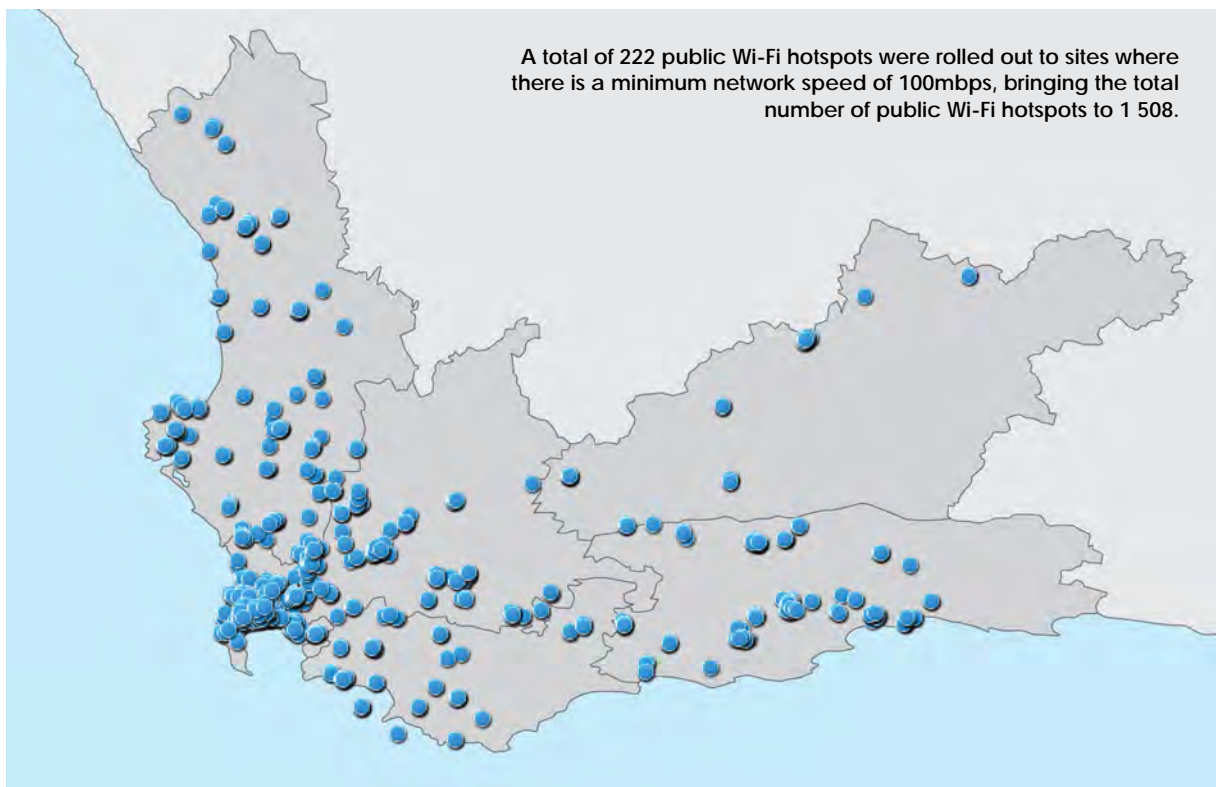 A total of 222 public Wi-Fi hotspots were rolled out to sites where
there is a minimum network speed of 100mbps, bringing the total
number of public Wi-Fi hotspots to 1 508.